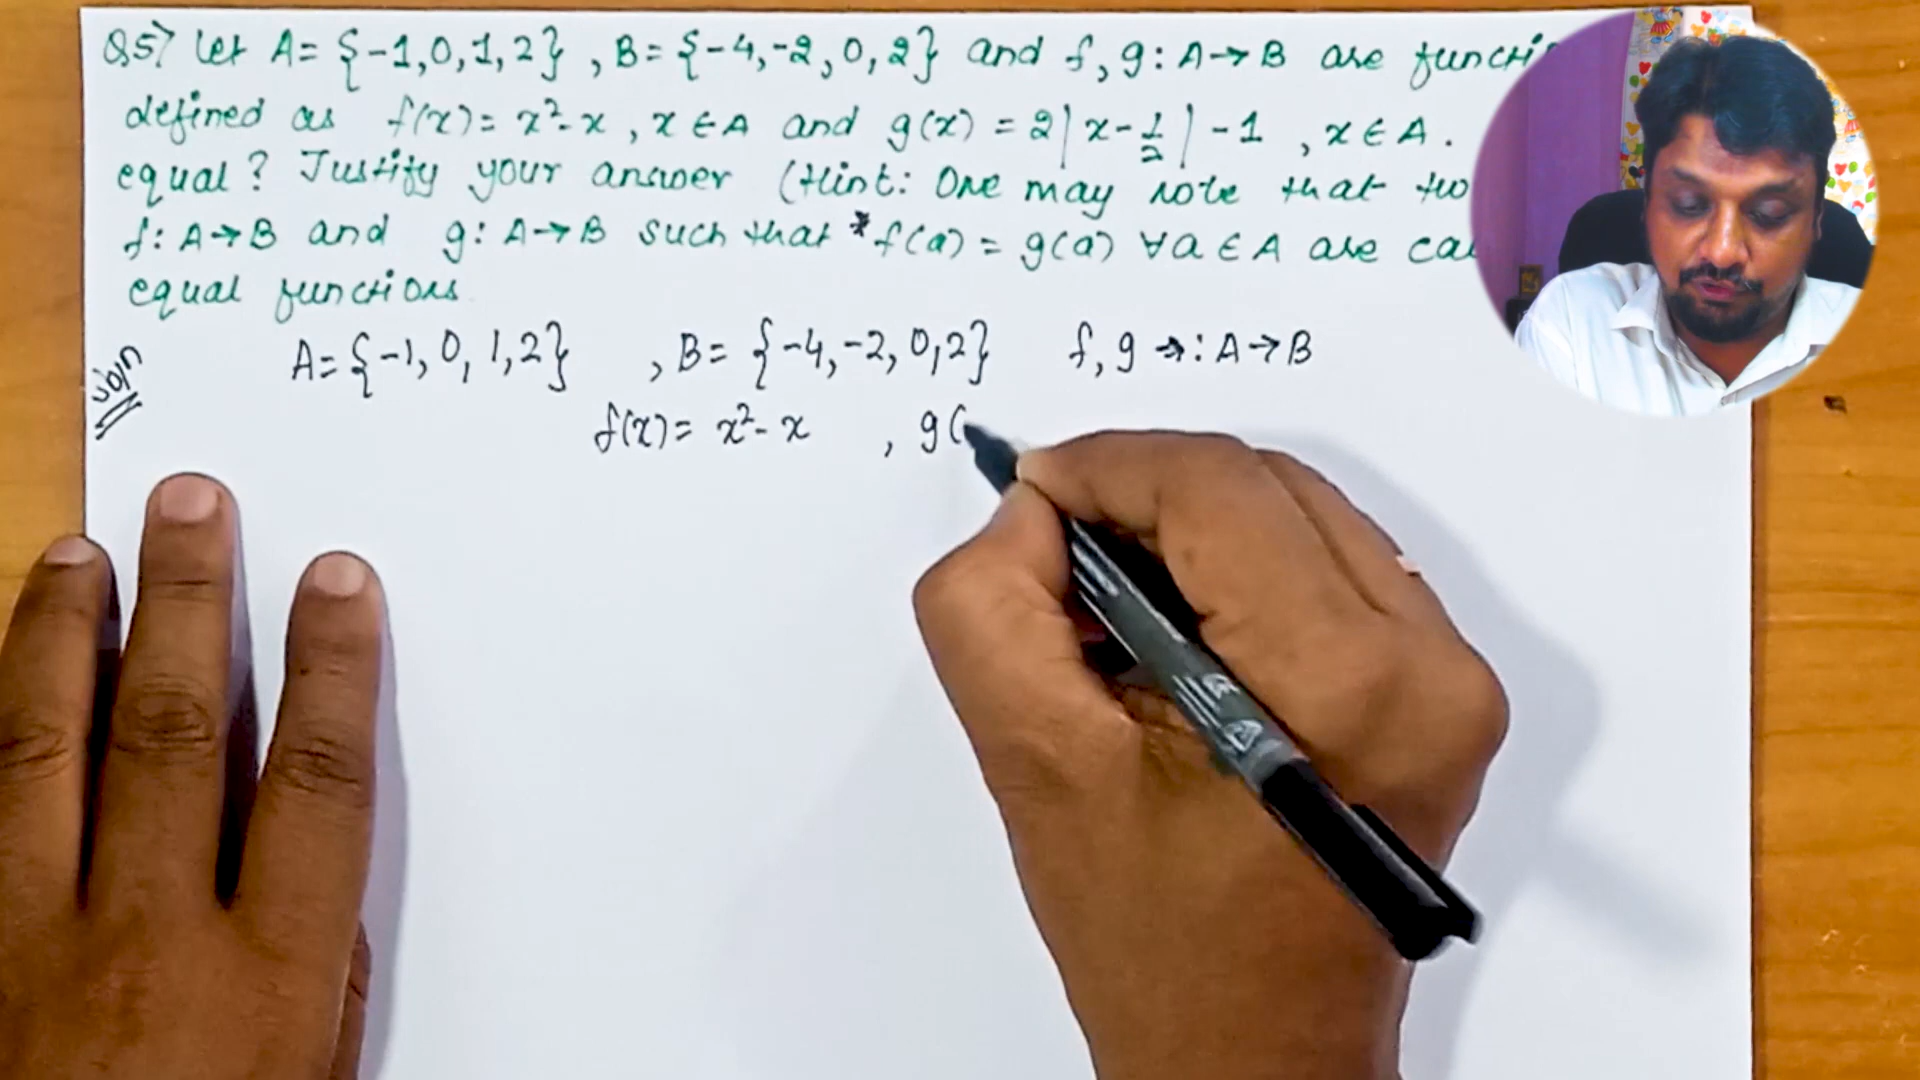 Q5) Let A= {-1,0,1,2} , B= {-4,-2,0,2} and f,g: A→B are functi
defined as f(x)= x²-x , x∈A and g(x) = 2|x-1/2|-1 , x∈A.
equal? Justify your answer (Hint: One may note that two
f: A→B and g: A→B such that *f(a) = g(a) ∀a∈A are cal
equal functions
Soln A= {-1, 0, 1,2} , B= {-4,-2, 0,2} f, g →: A→B
f(x)= x²- x , g(